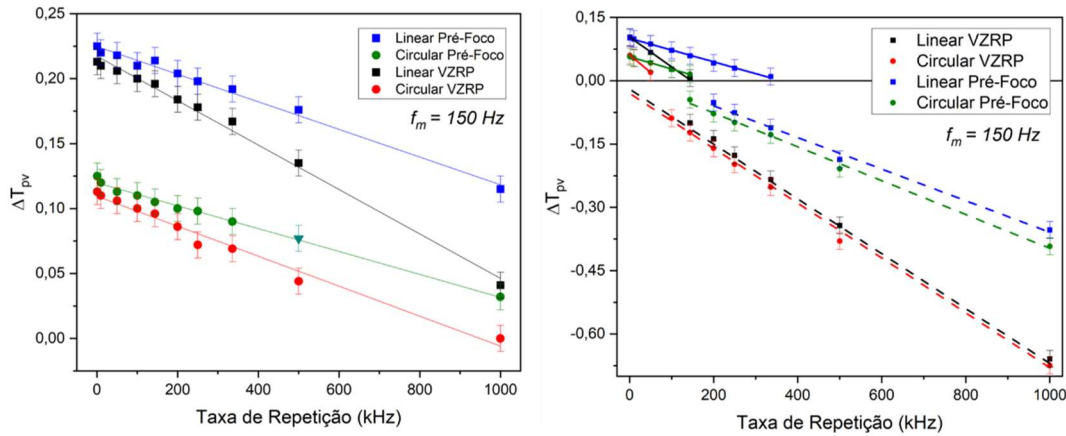 Linear Pré-Foco
Circular Pré-Foco
Linear VZRP
Circular VZRP
f_m = 150 Hz
ΔT_pv
0,25
0,20
0,15
0,10
0,05
0,00
0 200 400 600 800 1000
Taxa de Repetição (kHz)
Linear VZRP
Circular VZRP
Linear Pré-Foco
Circular Pré-Foco
f_m = 150 Hz
ΔT_pv
0,15
0,00
-0,15
-0,30
-0,45
-0,60
0 200 400 600 800 1000
Taxa de Repetição (kHz)